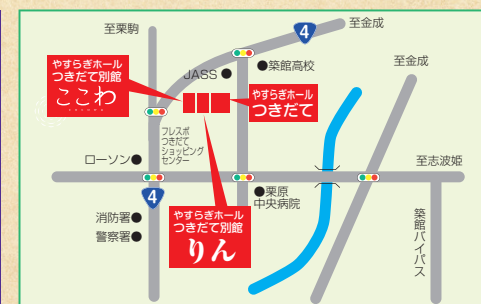 至栗駒
4
至金成
至金成
JASS
築館高校
やすらぎホール
つきだて別館
ここわ
やすらぎホール
つきだて
フレスポ
つきだて
ショッピング
センター
ローソン
至志波姫
4
栗原
中央病院
消防署
警察署
やすらぎホール
つきだて別館
りん
築館バイパス